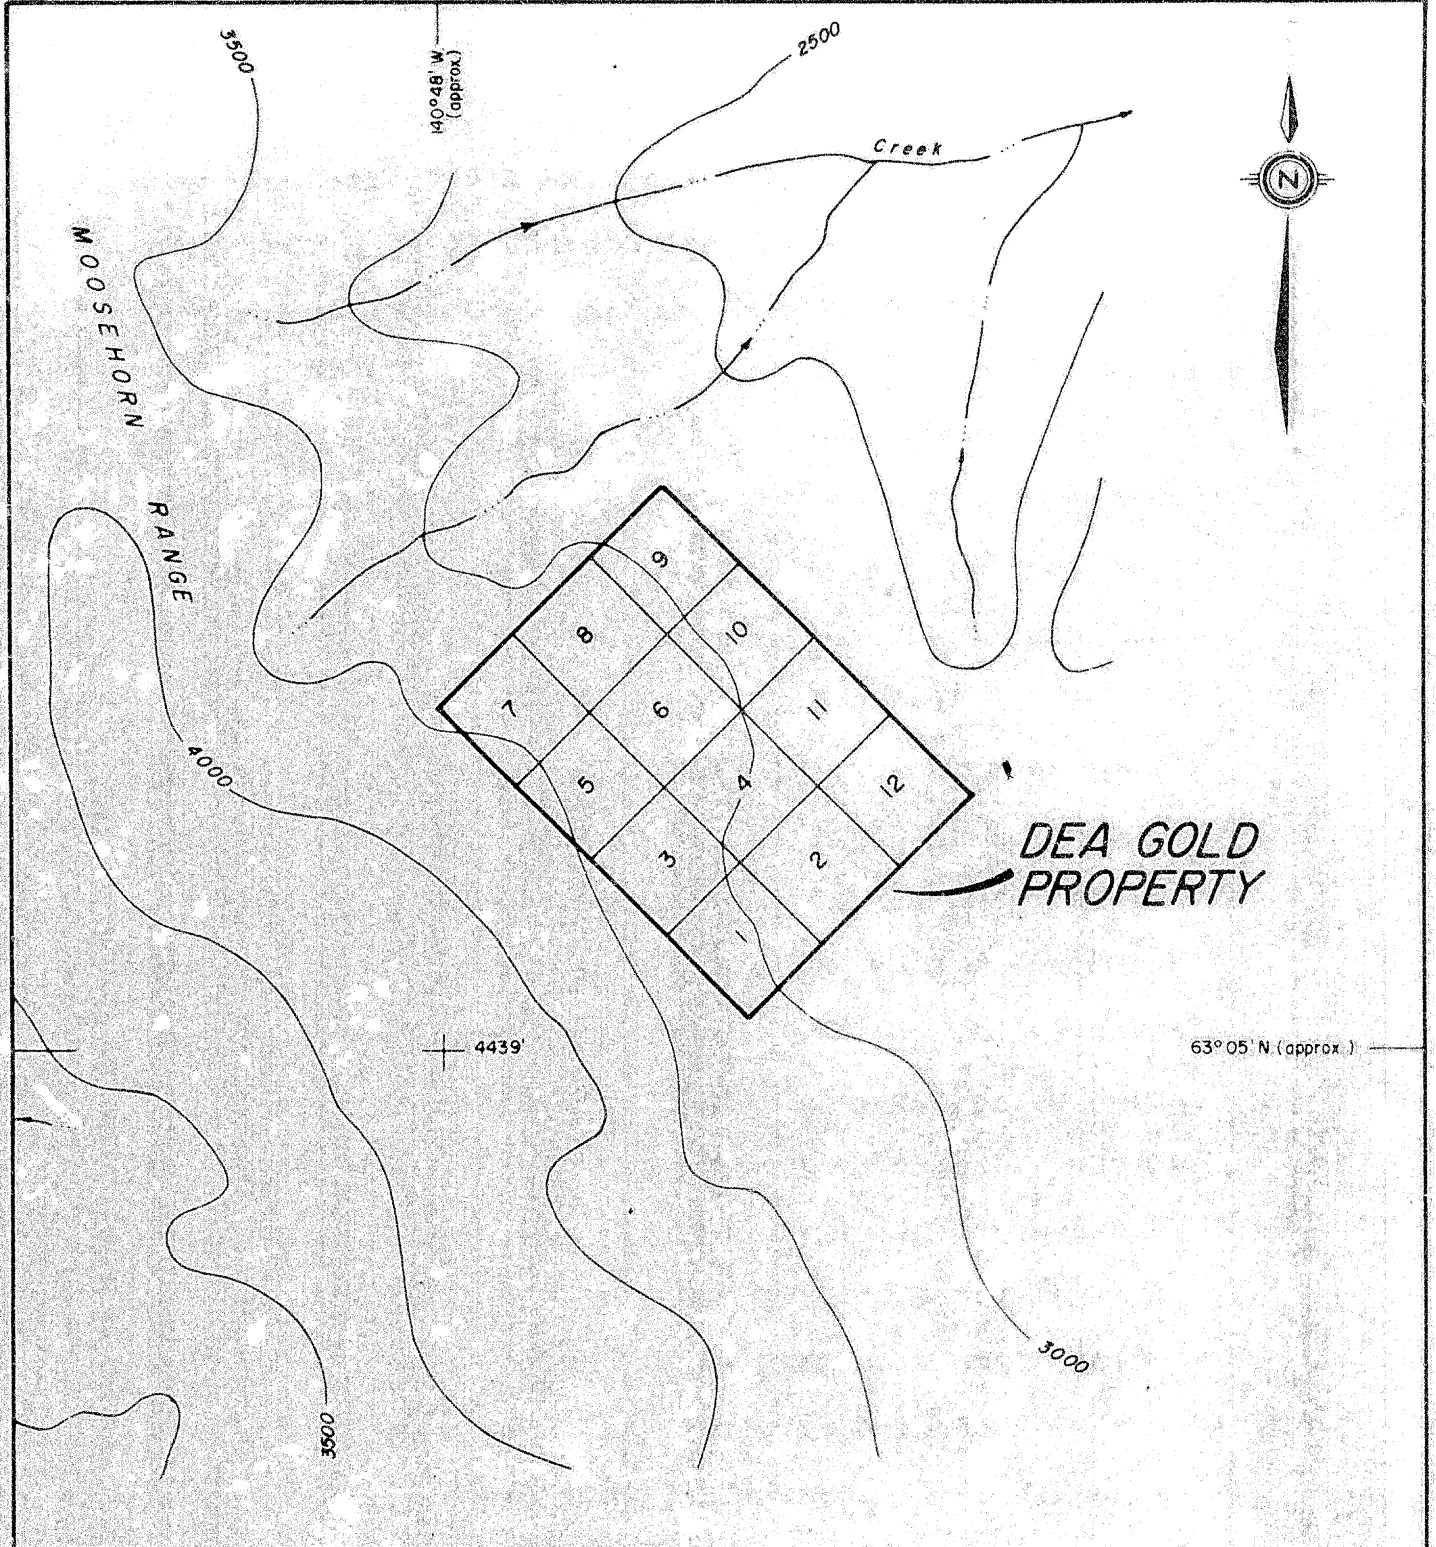 3500
140°48' W.
(approx.)
2500
Creek
N
MOOSEHORN
RANGE
9
8
10
7
6
11
5
4
12
3
2
1
4000
DEA GOLD
PROPERTY
4439'
63°05' N (approx.)
3000
3500